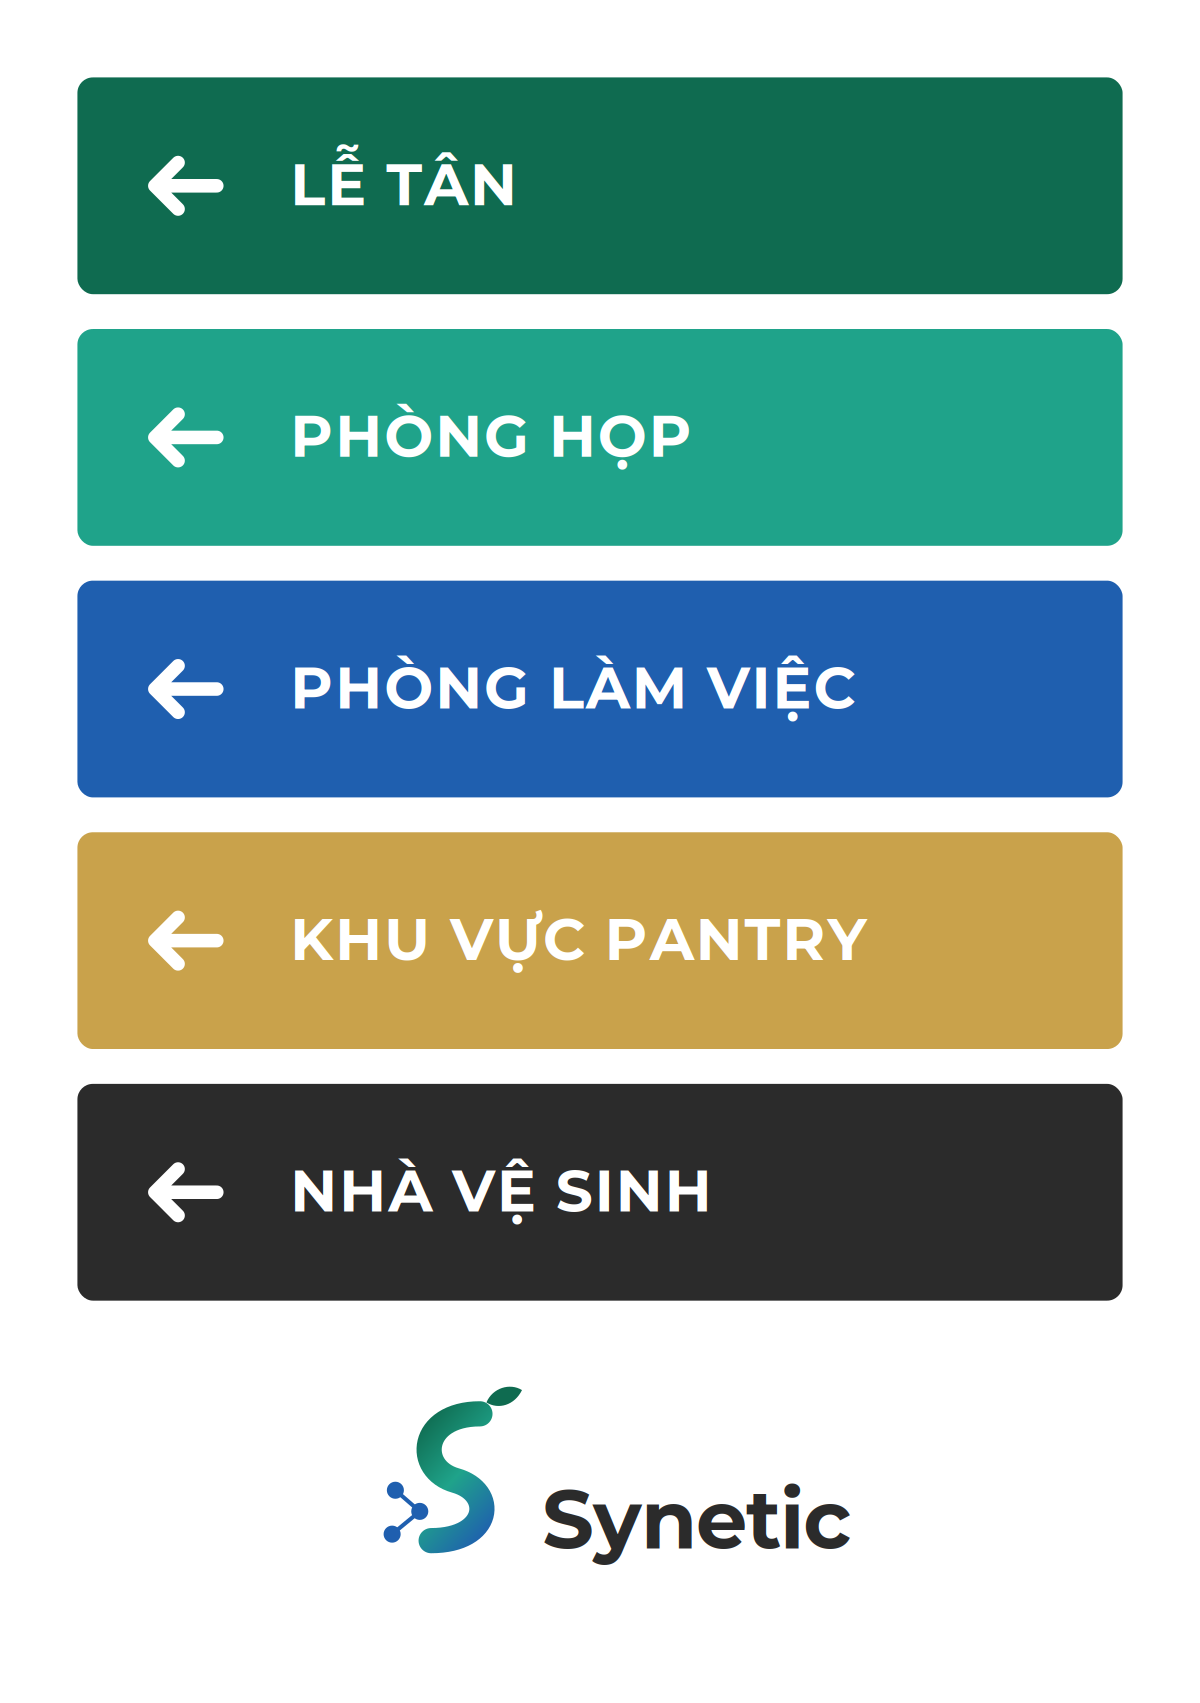 LỄ TÂN
PHÒNG HỌP
PHÒNG LÀM VIỆC
KHU VỰC PANTRY
NHÀ VỆ SINH
Synetic